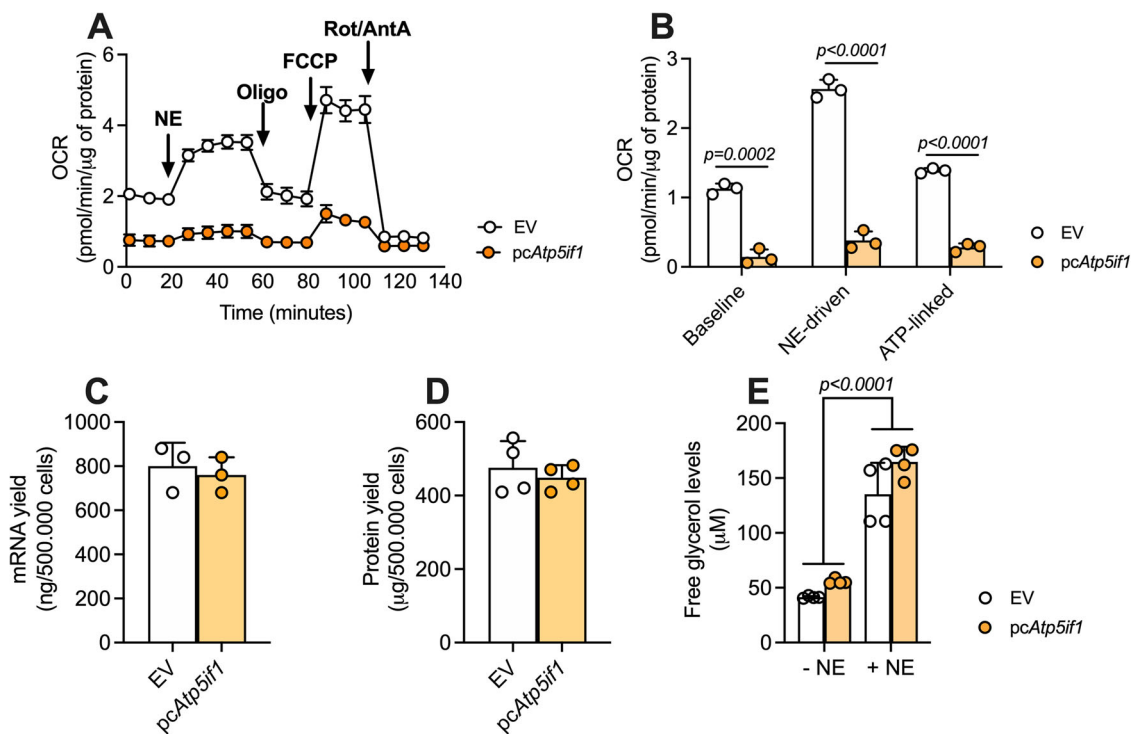 A
Rot/AntA
FCCP
Oligo
NE
6
4
2
0
OCR
(pmol/min/μg of protein)
0 20 40 60 80 100 120 140
Time (minutes)
EV
pcAtp5if1
B
p<0.0001
p=0.0002
p<0.0001
3
2
1
0
OCR
(pmol/min/μg of protein)
Baseline
NE-driven
ATP-linked
EV
pcAtp5if1
C
1000
800
600
400
200
0
mRNA yield
(ng/500.000 cells)
EV
pcAtp5if1
D
600
400
200
0
Protein yield
(μg/500.000 cells)
EV
pcAtp5if1
E
p<0.0001
200
150
100
50
0
Free glycerol levels
(μM)
- NE + NE
EV
pcAtp5if1